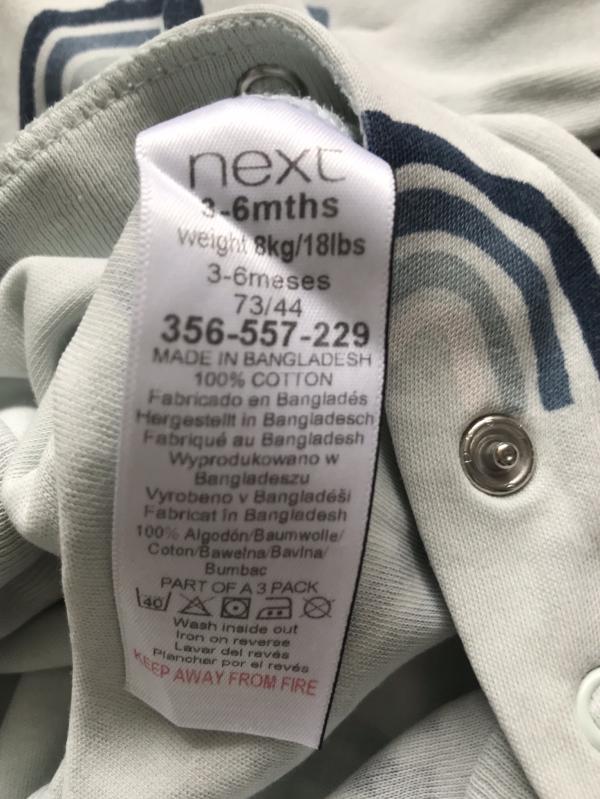 next
3-6mths
Weight 8kg/18lbs
3-6meses
73/44
356-557-229
MADE IN BANGLADESH
100% COTTON
Fabricado en Bangladés
Hergestellt in Bangladesch
Fabriqué au Bangladesh
Wyprodukowano w
Bangladeszu
Vyrobeno v Bangladéši
Fabricat în Bangladesh
100% Algodón/Baumwolle/
Coton/Bawełna/Bavlna/
Bumbac
PART OF A 3 PACK
40
Wash inside out
Iron on reverse
Lavar del revés
Planchar por el revés
KEEP AWAY FROM FIRE